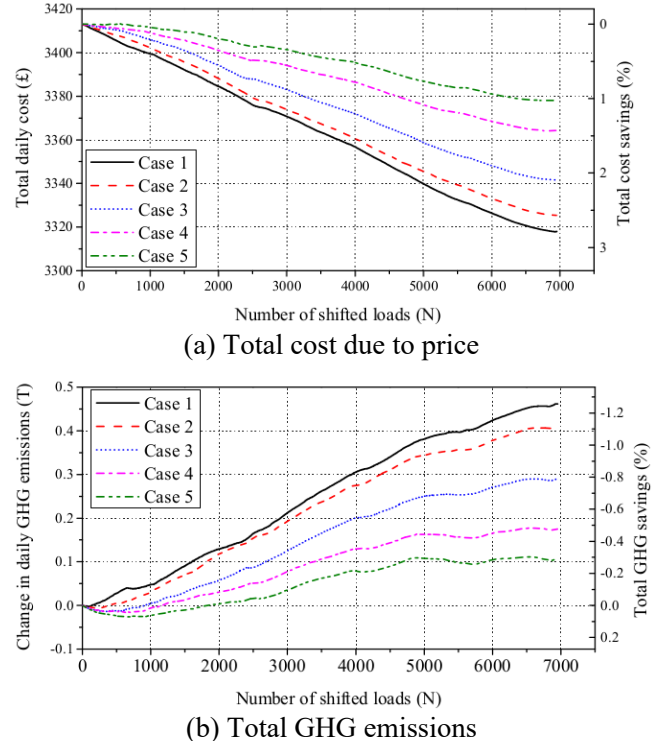 3420
3400
3380
3360
3340
3320
3300
Total daily cost (£)
Case 1
Case 2
Case 3
Case 4
Case 5
0
1
2
3
Total cost savings (%)
0 1000 2000 3000 4000 5000 6000 7000
Number of shifted loads (N)
(a) Total cost due to price
0.5
0.4
0.3
0.2
0.1
0.0
-0.1
Change in daily GHG emissions (T)
Case 1
Case 2
Case 3
Case 4
Case 5
-1.2
-1.0
-0.8
-0.6
-0.4
-0.2
0.0
0.2
Total GHG savings (%)
0 1000 2000 3000 4000 5000 6000 7000
Number of shifted loads (N)
(b) Total GHG emissions